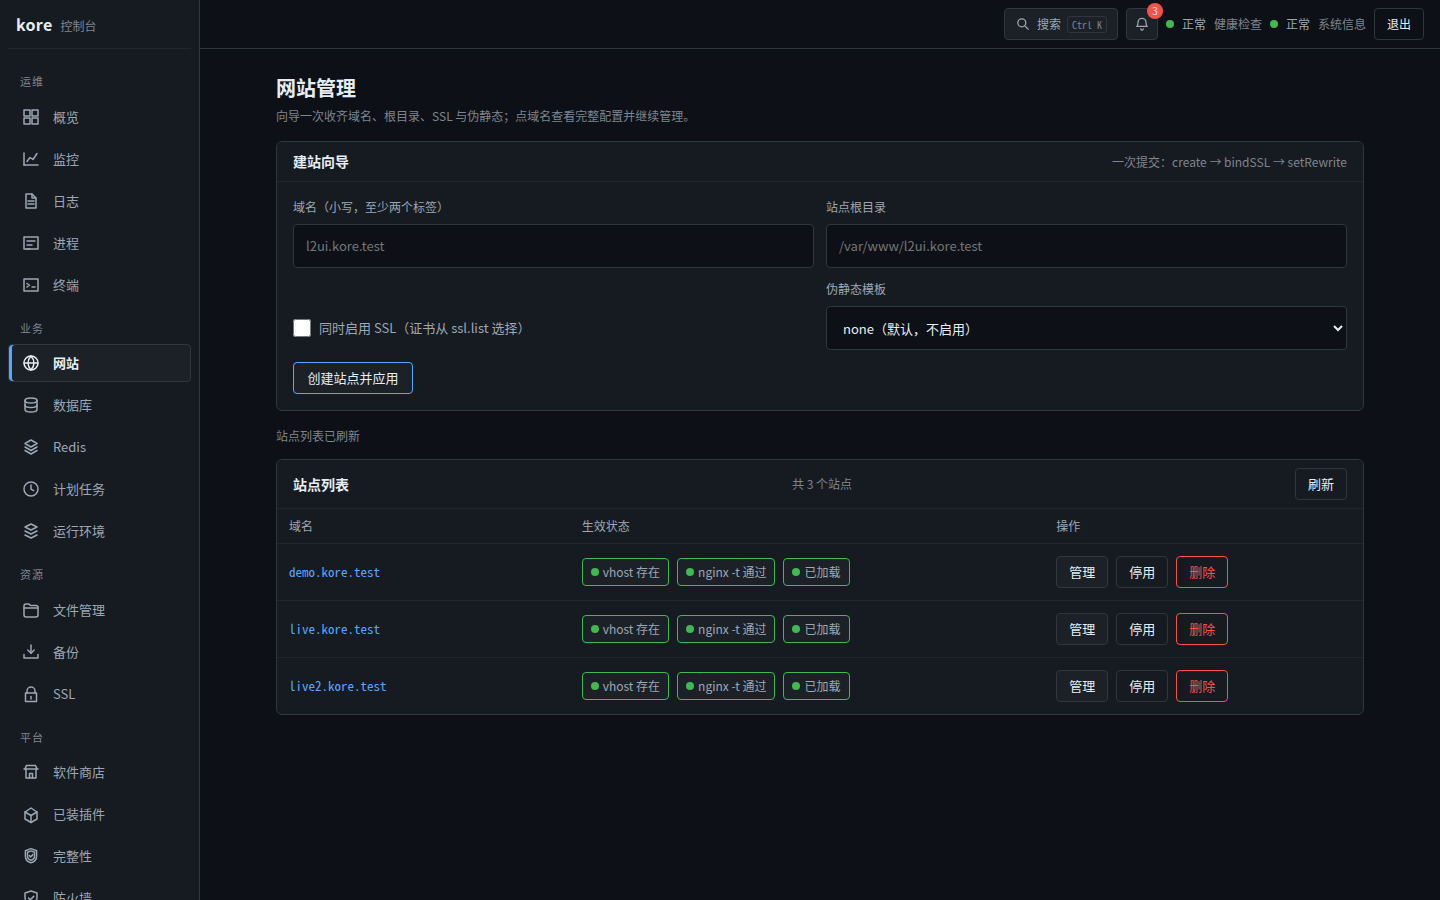 kore 控制台
搜索 Ctrl K
3
正常 健康检查
正常 系统信息
退出
运维
概览
监控
日志
进程
终端
业务
网站
数据库
Redis
计划任务
运行环境
资源
文件管理
备份
SSL
平台
软件商店
已装插件
完整性
防火墙
网站管理
向导一次收齐域名、根目录、SSL 与伪静态；点域名查看完整配置并继续管理。
建站向导
一次提交：create → bindSSL → setRewrite
域名（小写，至少两个标签）
站点根目录
l2ui.kore.test
/var/www/l2ui.kore.test
伪静态模板
同时启用 SSL（证书从 ssl.list 选择）
none（默认，不启用）
创建站点并应用
站点列表已刷新
站点列表
共 3 个站点
刷新
域名 生效状态 操作
demo.kore.test vhost 存在 nginx -t 通过 已加载 管理 停用 删除
live.kore.test vhost 存在 nginx -t 通过 已加载 管理 停用 删除
live2.kore.test vhost 存在 nginx -t 通过 已加载 管理 停用 删除